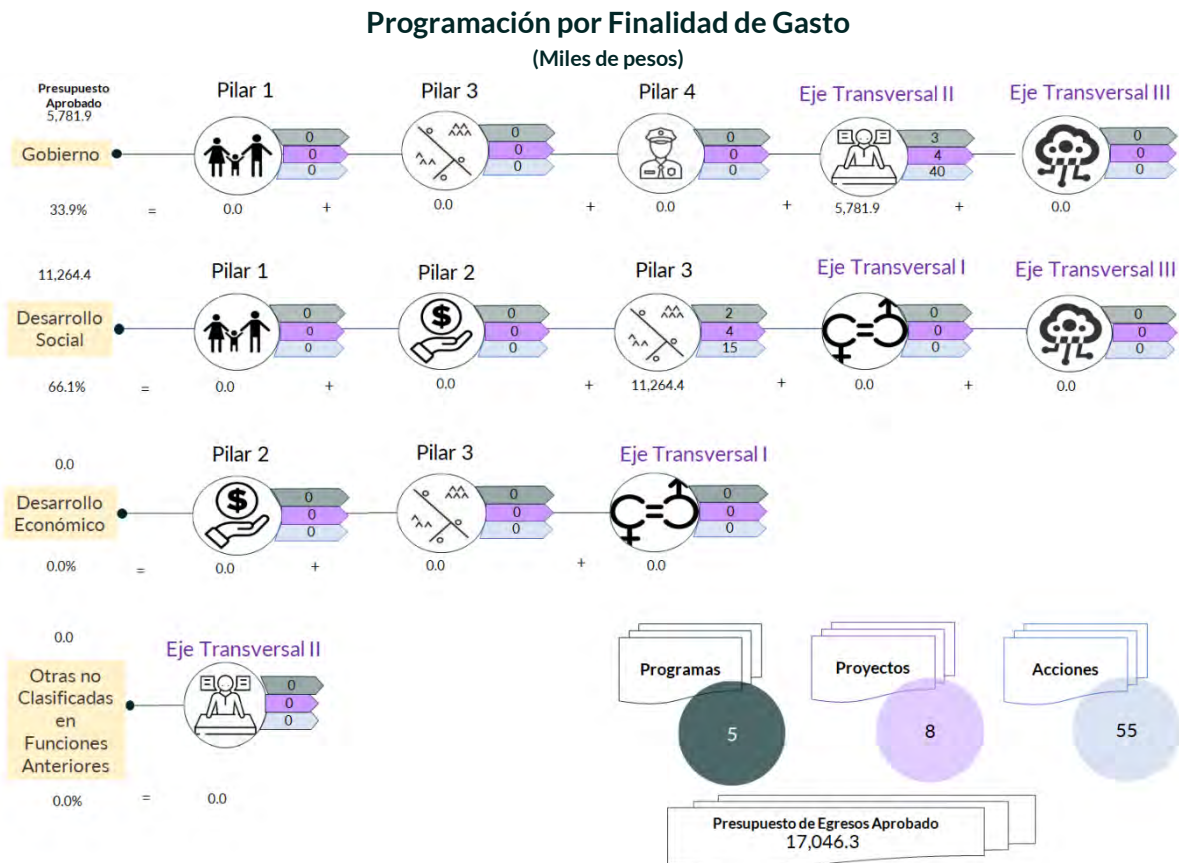 Programación por Finalidad de Gasto
(Miles de pesos)
Presupuesto
Aprobado
5,781.9
Pilar 1
Pilar 3
Pilar 4
Eje Transversal II
Eje Transversal III
Gobierno
0
0
0
0
0
0
0
0
0
3
4
40
0
0
0
33.9%
=
0.0
+
0.0
+
0.0
+
5,781.9
+
0.0
11,264.4
Pilar 1
Pilar 2
Pilar 3
Eje Transversal I
Eje Transversal III
Desarrollo
Social
0
0
0
$
0
0
0
2
4
15
0
0
0
0
0
0
66.1%
=
0.0
+
0.0
+
11,264.4
+
0.0
+
0.0
0.0
Pilar 2
Pilar 3
Eje Transversal I
Desarrollo
Económico
$
0
0
0
0
0
0
0
0
0
0.0%
=
0.0
+
0.0
+
0.0
0.0
Eje Transversal II
Otras no
Clasificadas
en
Funciones
Anteriores
0
0
0
0.0%
=
0.0
Programas
5
Proyectos
8
Acciones
55
Presupuesto de Egresos Aprobado
17,046.3